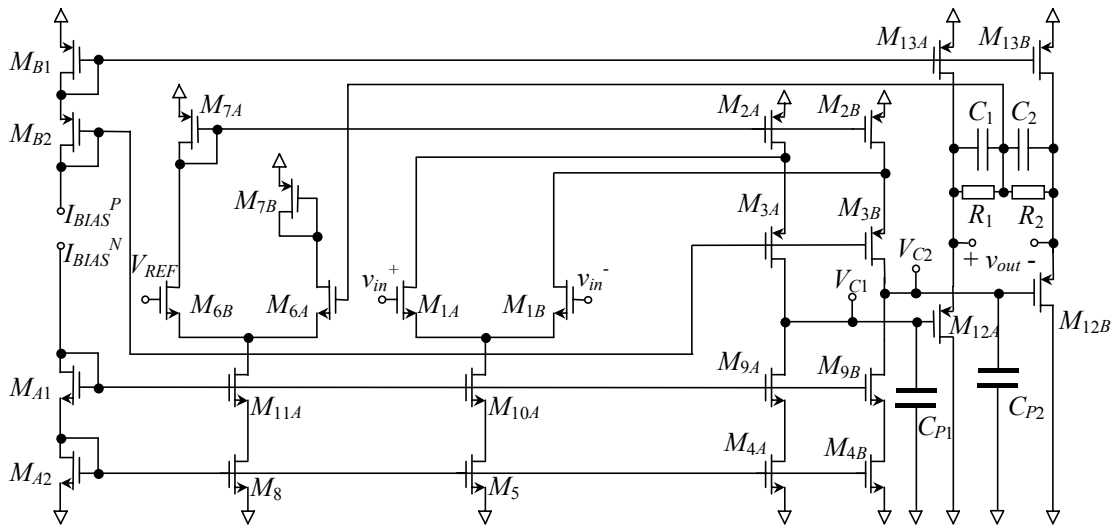 M13A M13B
MB1
M7A M2A M2B C1 C2
MB2
M7B M3A M3B R1 R2
IBIAS^P
IBIAS^N VREF vin+ vin- VC1 VC2 + vout -
M6B M6A M1A M1B M12A M12B
MA1 M11A M10A M9A M9B CP1 CP2
MA2 M8 M5 M4A M4B